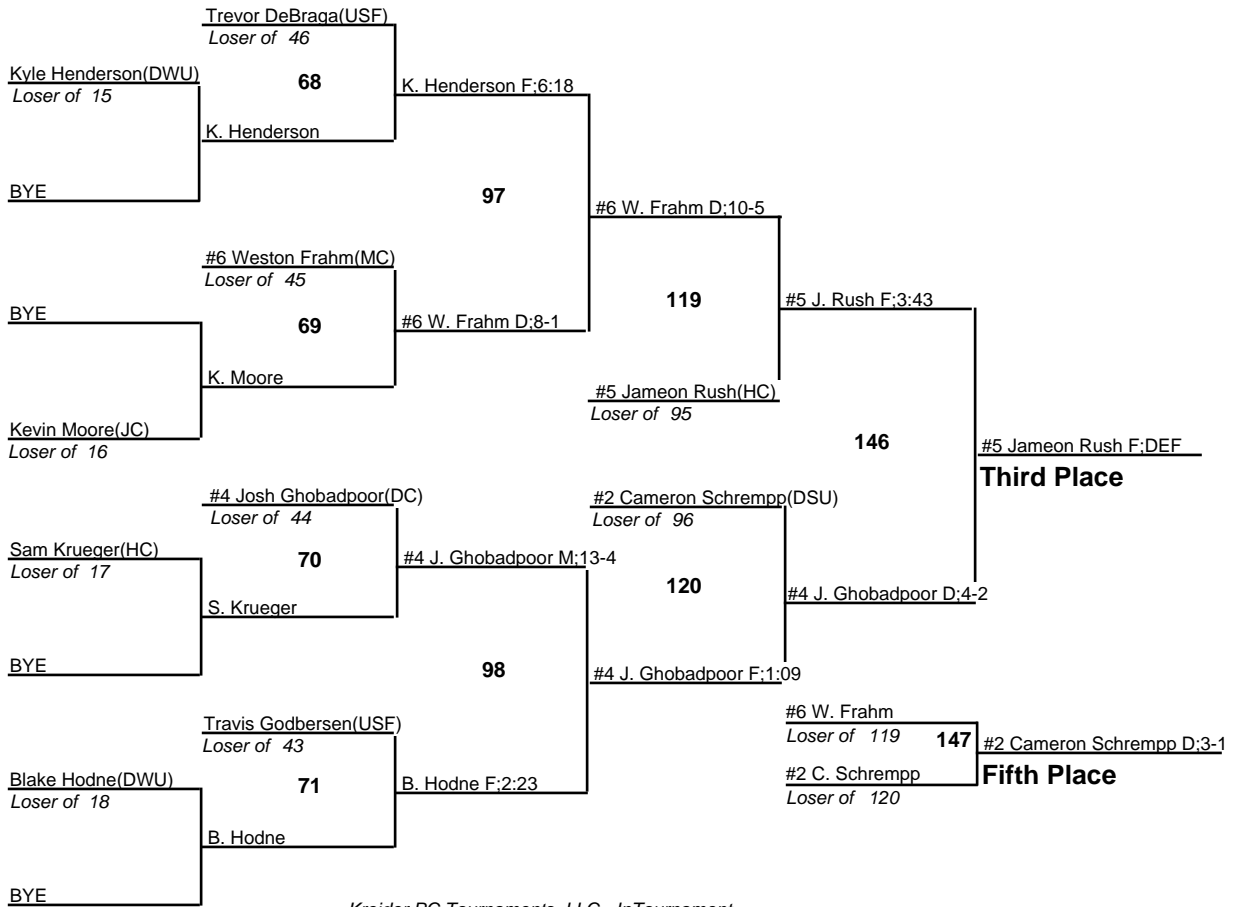 Trevor DeBraga(USF)
Loser of 46
Kyle Henderson(DWU)
68
K. Henderson F;6:18
Loser of 15
K. Henderson
BYE
97
#6 W. Frahm D;10-5
#6 Weston Frahm(MC)
Loser of 45
BYE
69
#6 W. Frahm D;8-1
119
#5 J. Rush F;3:43
K. Moore
#5 Jameon Rush(HC)
Loser of 95
Kevin Moore(JC)
Loser of 16
146
#5 Jameon Rush F;DEF
Third Place
#4 Josh Ghobadpoor(DC)
Loser of 44
#2 Cameron Schrempp(DSU)
Loser of 96
Sam Krueger(HC)
Loser of 17
70
#4 J. Ghobadpoor M;13-4
120
#4 J. Ghobadpoor D;4-2
S. Krueger
BYE
98
#4 J. Ghobadpoor F;1:09
Travis Godbersen(USF)
Loser of 43
#6 W. Frahm
Loser of 119
147
#2 Cameron Schrempp D;3-1
Fifth Place
Blake Hodne(DWU)
Loser of 18
71
B. Hodne F;2:23
#2 C. Schrempp
Loser of 120
B. Hodne
BYE